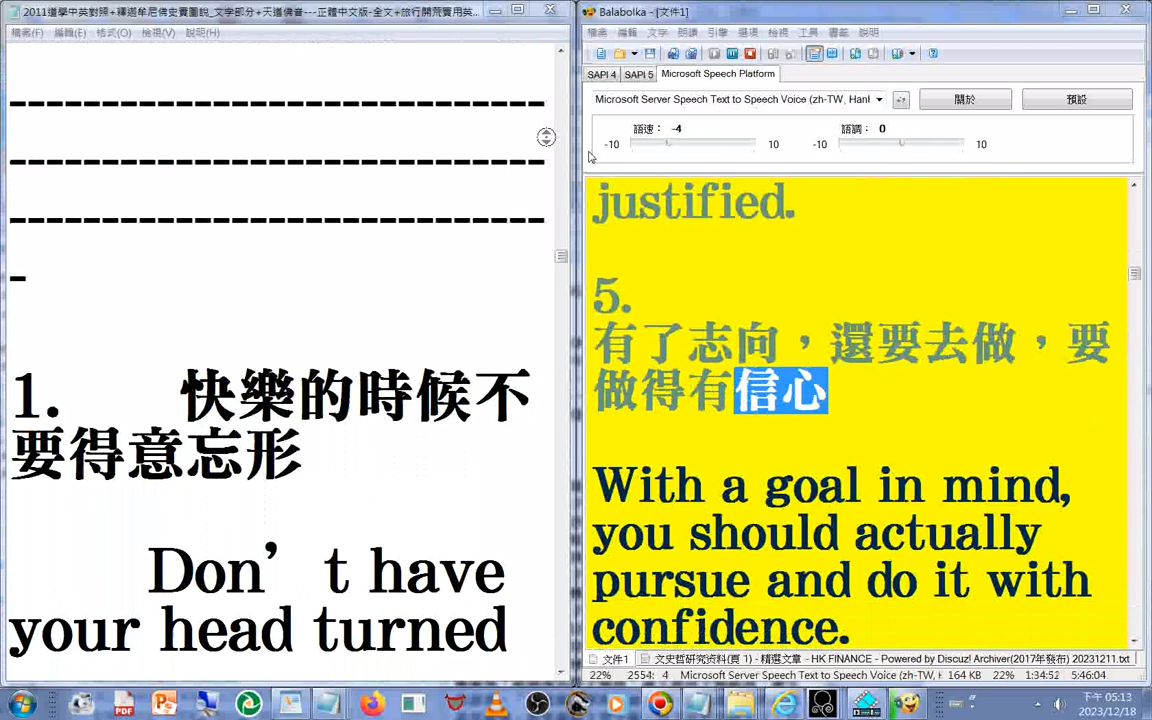 2011道學中英對照+釋迦牟尼佛史實圖說_文字部分+天道佛音---正體中文版-全文+旅行開荒實用英...
檔案(F) 編輯(E) 格式(O) 檢視(V) 說明(H)
-------------------------------
-------------------------------
-------------------------------
-
1. 快樂的時候不
要得意忘形
Don’t have
your head turned
Balabolka - [文件1]
檔案 編輯 文字 朗讀 引擎 選項 檢視 工具 書籤 說明
SAPI 4 SAPI 5 Microsoft Speech Platform
Microsoft Server Speech Text to Speech Voice (zh-TW, Hanl
關於 預設
語速： -4 語調： 0
-10 10 -10 10
justified.
5.
有了志向，還要去做，要
做得有信心
With a goal in mind,
you should actually
pursue and do it with
confidence.
文件1 文史哲研究资料(頁 1) - 精選文章 - HK FINANCE - Powered by Discuz! Archiver(2017年發布) 20231211.txt
22% 2554: 4 Microsoft Server Speech Text to Speech Voice (zh-TW, H 164 KB 22% 1:34:52 5:46:04
下午 05:13
2023/12/18